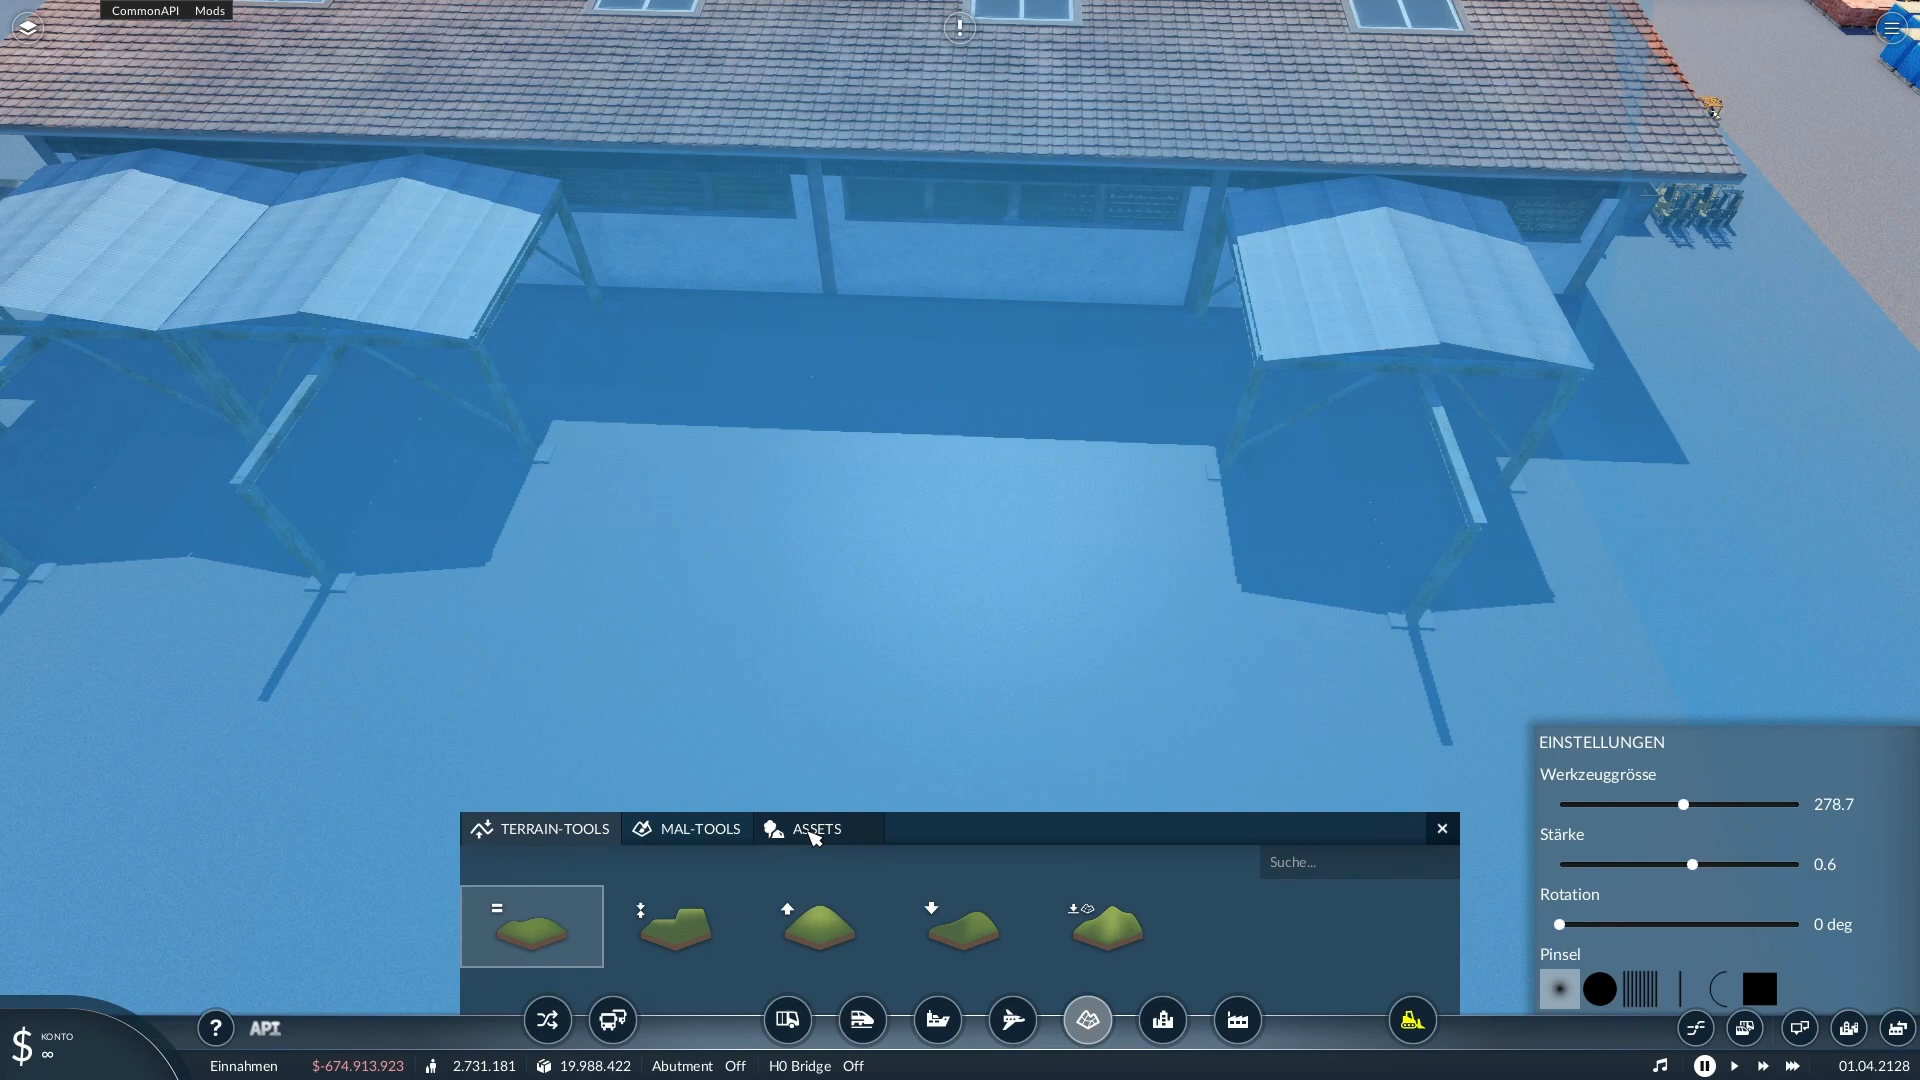 CommonAPI Mods
EINSTELLUNGEN
Werkzeuggrösse
278.7
Stärke
0.6
Rotation
0 deg
Pinsel
TERRAIN-TOOLS MAL-TOOLS ASSETS
Suche...
? API
$ KONTO
∞
Einnahmen $-674.913.923 2.731.181 19.988.422 Abutment Off H0 Bridge Off 01.04.2128